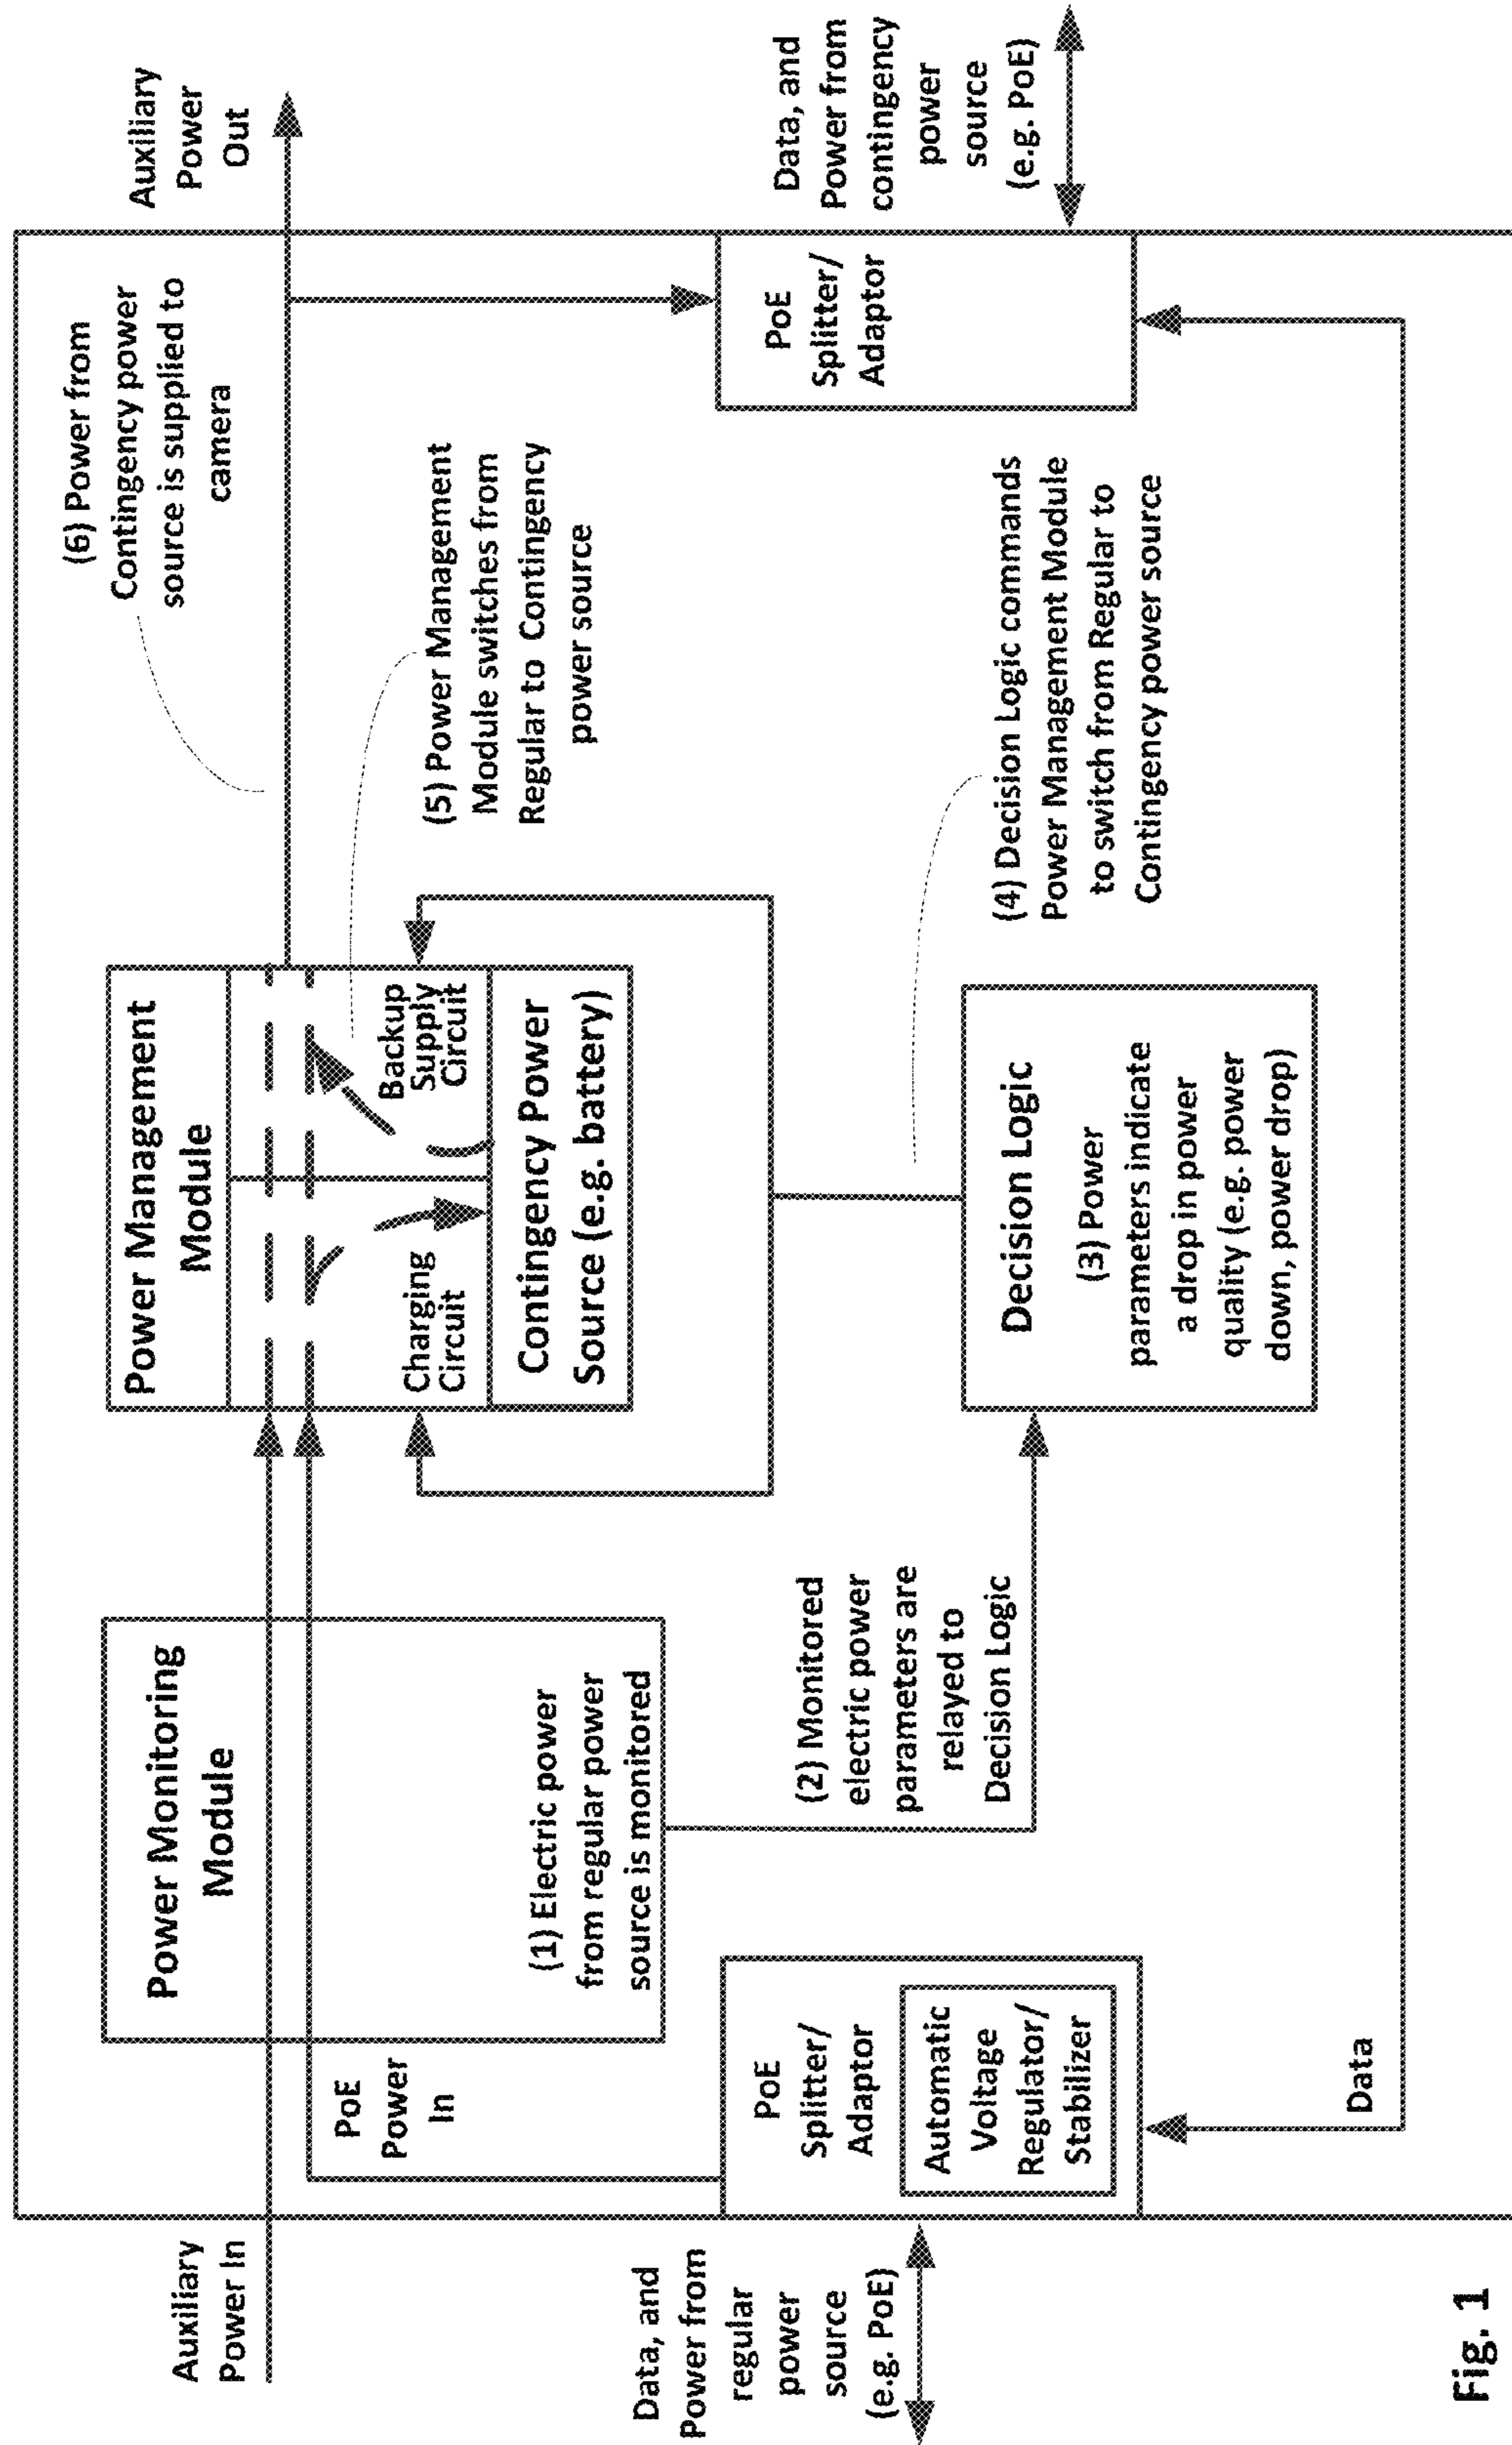 Auxiliary
Power In
Data, and
Power from
regular
power
source
(e.g. PoE)
PoE
Power
In
PoE
Splitter/
Adaptor
Automatic
Voltage
Regulator/
Stabilizer
Data
Power Monitoring
Module
(1) Electric power
from regular power
source is monitored
(2) Monitored
electric power
parameters are
relayed to
Decision Logic
Power Management
Module
Charging
Circuit
Backup
Supply
Circuit
Contingency Power
Source (e.g. battery)
Decision Logic
(3) Power
parameters indicate
a drop in power
quality (e.g. power
down, power drop)
(4) Decision Logic commands
Power Management Module
to switch from Regular to
Contingency power source
(5) Power Management
Module switches from
Regular to Contingency
power source
(6) Power from
Contingency power
source is supplied to
camera
PoE
Splitter/
Adaptor
Auxiliary
Power
Out
Data, and
Power from
contingency
power
source
(e.g. PoE)
Fig. 1